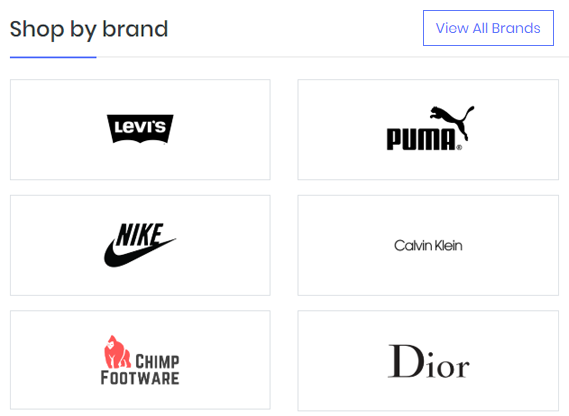 Shop by brand
View All Brands
LEVI'S
PUMA®
NIKE
Calvin Klein
CHIMP
FOOTWARE
Dior